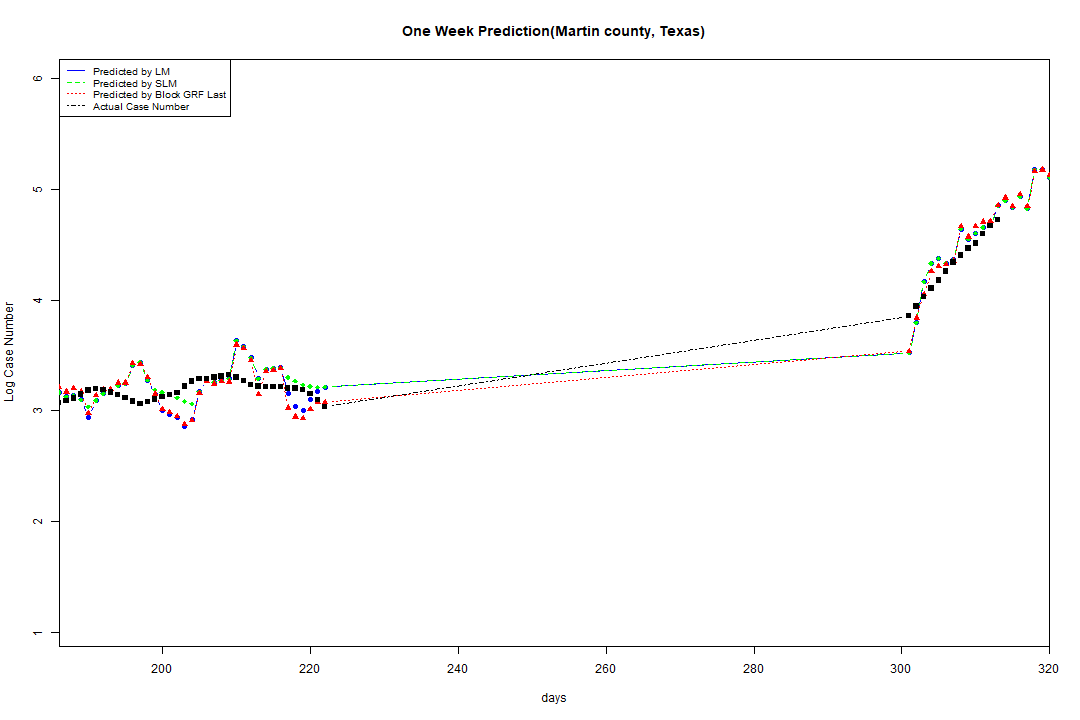 One Week Prediction(Martin county, Texas)
Predicted by LM
Predicted by SLM
Predicted by Block GRF Last
Actual Case Number
6
5
4
3
2
1
Log Case Number
200 220 240 260 280 300 320
days